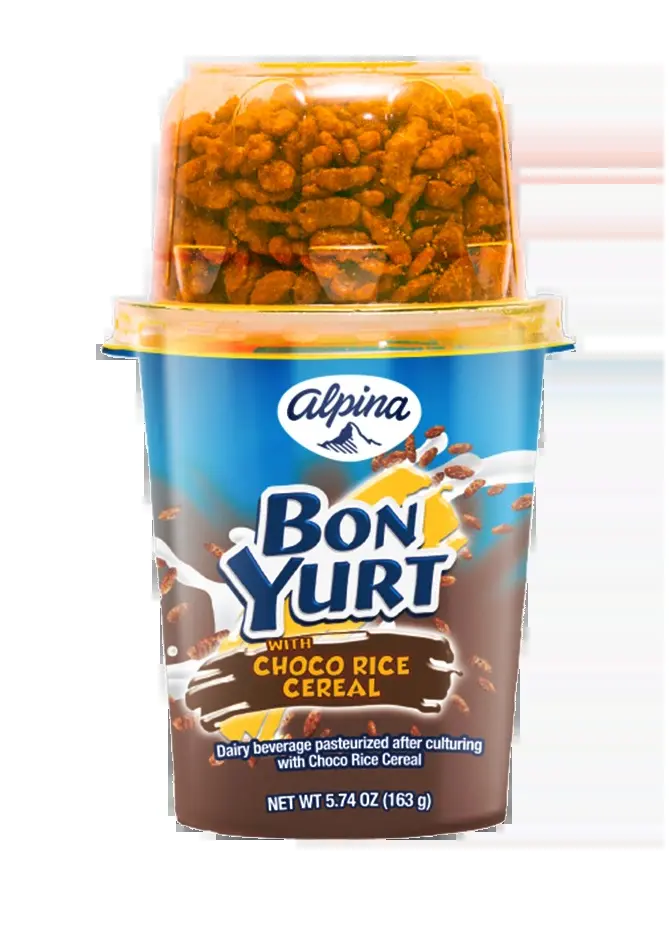 alpina
BON
YURT
WITH
CHOCO RICE
CEREAL
Dairy beverage pasteurized after culturing
with Choco Rice Cereal
NET WT 5.74 OZ (163 g)